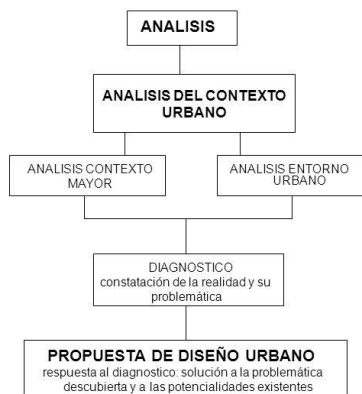 ANALISIS
ANALISIS DEL CONTEXTO
URBANO
ANALISIS CONTEXTO
MAYOR
ANALISIS ENTORNO
URBANO
DIAGNOSTICO
constatación de la realidad y su
problemática
PROPUESTA DE DISEÑO URBANO
respuesta al diagnostico: solución a la problemática
descubierta y a las potencialidades existentes